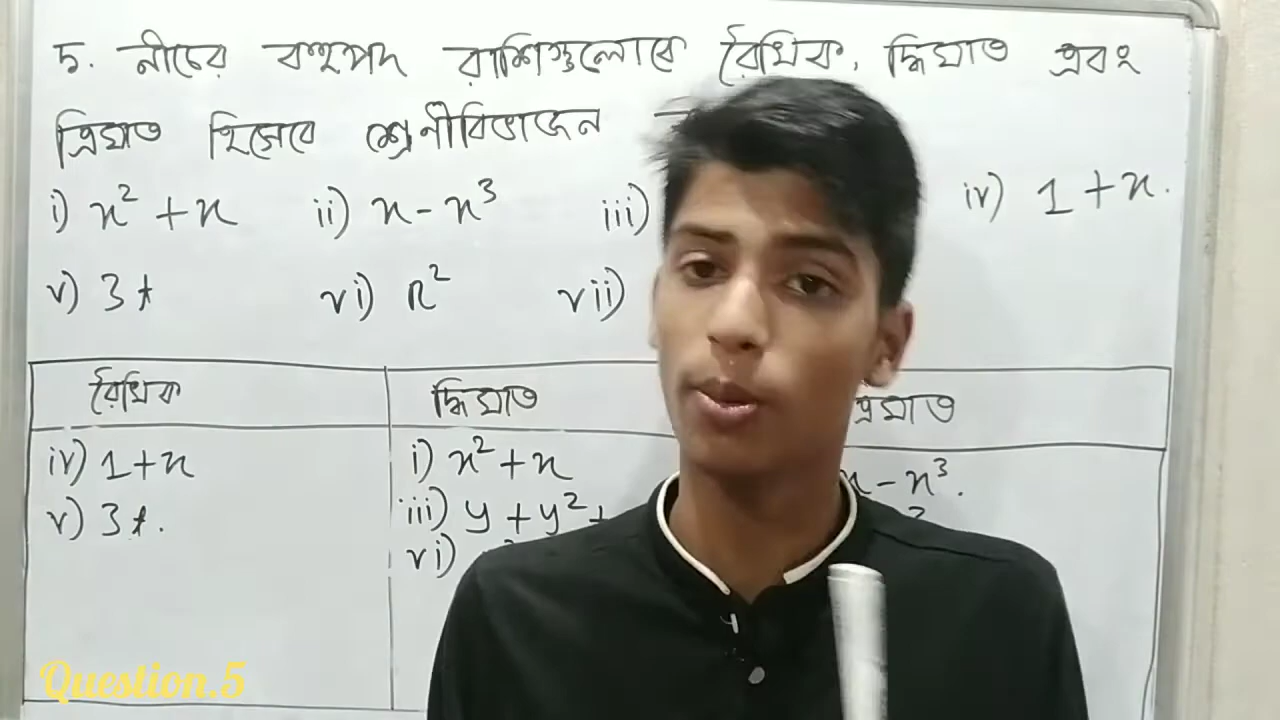 ৮. নীচের বহুপদ রাশিগুলোকে রৈখিক, দ্বিঘাত এবং
ত্রিঘাত হিসেবে শ্রেণীবিভাজন
i) x² + x ii) x - x³ iii) iv) 1 + x.
v) 3t vi) r² vii)
রৈখিক দ্বিঘাত ত্রিঘাত
iv) 1 + x i) x² + x x - x³.
v) 3t. iii) y + y² +
vi)
Question.5